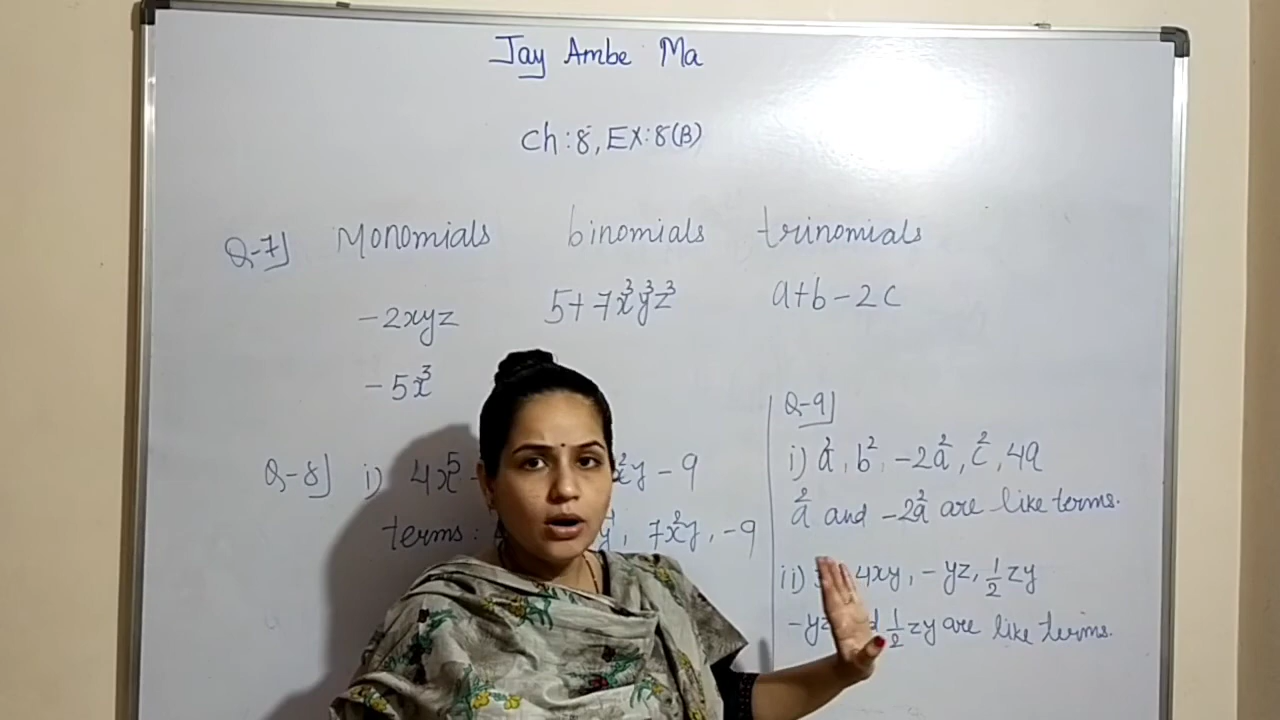 Jay Ambe Ma
Ch:8, EX:8(B)
Q-7] Monomials binomials trinomials
-2xyz 5+7x³y³z³ a+b-2c
-5x³
Q-8] i) 4x⁵ x²y - 9
terms: 7x²y, -9
Q-9]
i) a², b², -2a², c², 4a
a² and -2a² are like terms.
ii) 4xy, -yz, ½zy
-yz ½zy are like terms.